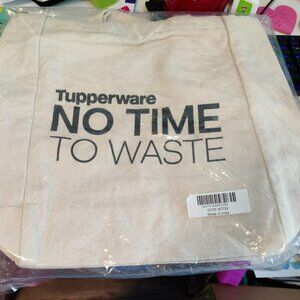 Tupperware
NO TIME
TO WASTE
Made in India